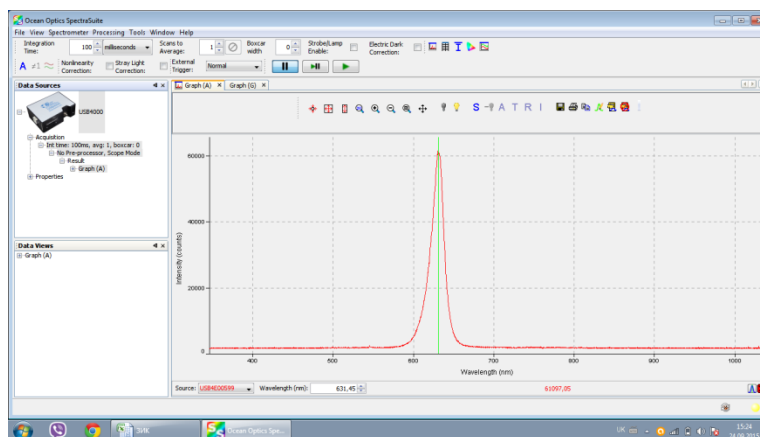 Ocean Optics SpectraSuite
File View Spectrometer Processing Tools Window Help
Integration Time: 100 milliseconds Scans to Average: 1 Boxcar width 0 Strobe/Lamp Enable: Electric Dark Correction:
A Nonlinearity Correction: Stray Light Correction: External Trigger: Normal
Data Sources
Graph (A) × Graph (G) ×
USB4000
S A T R I
Acquisition
Int time: 100ms, avg: 1, boxcar: 0
No Pre-processor, Scope Mode
Result
Graph (A)
Properties
Data Views
Graph (A)
Intensity (counts)
60000
40000
20000
0
400 500 600 700 800 900 1000
Wavelength (nm)
Source: USB4E00599 Wavelength (nm): 631,45 61097,05
ЗИК
Ocean Optics Spe...
UK
15:24